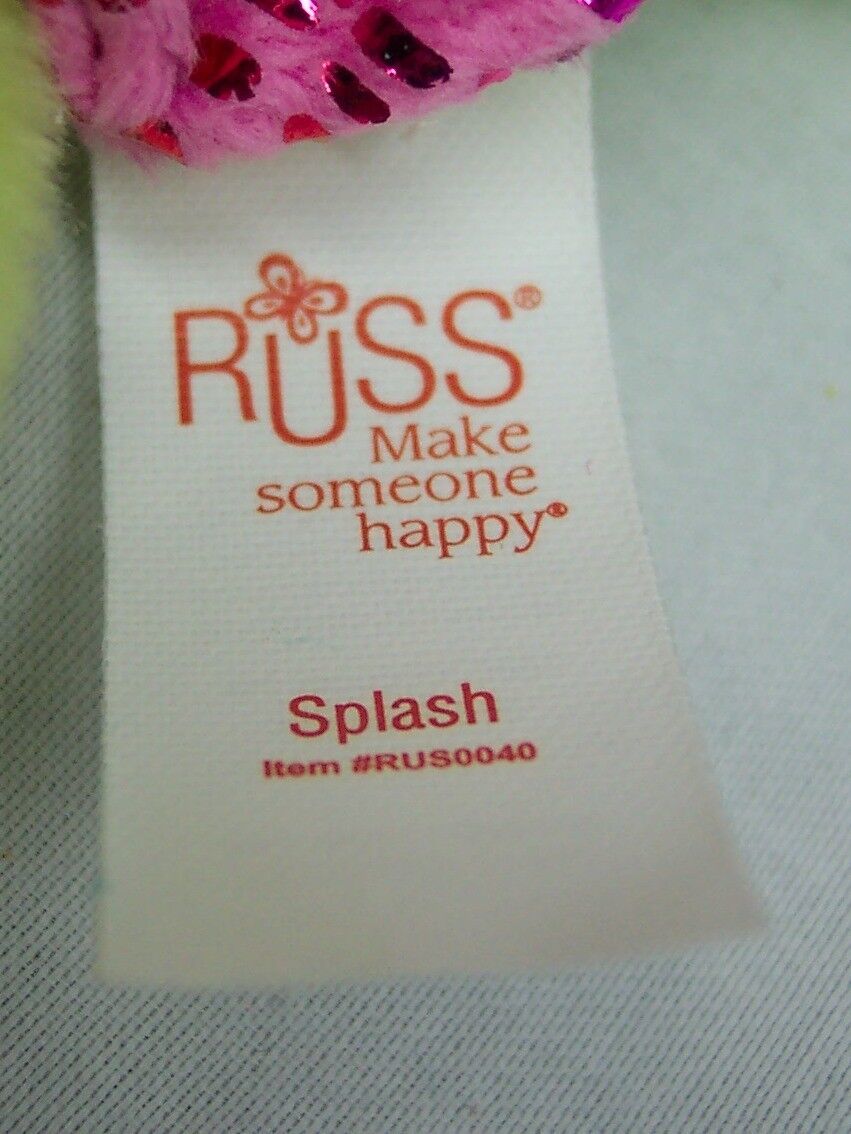 RUSS®
Make
someone
happy®
Splash
Item #RUS0040